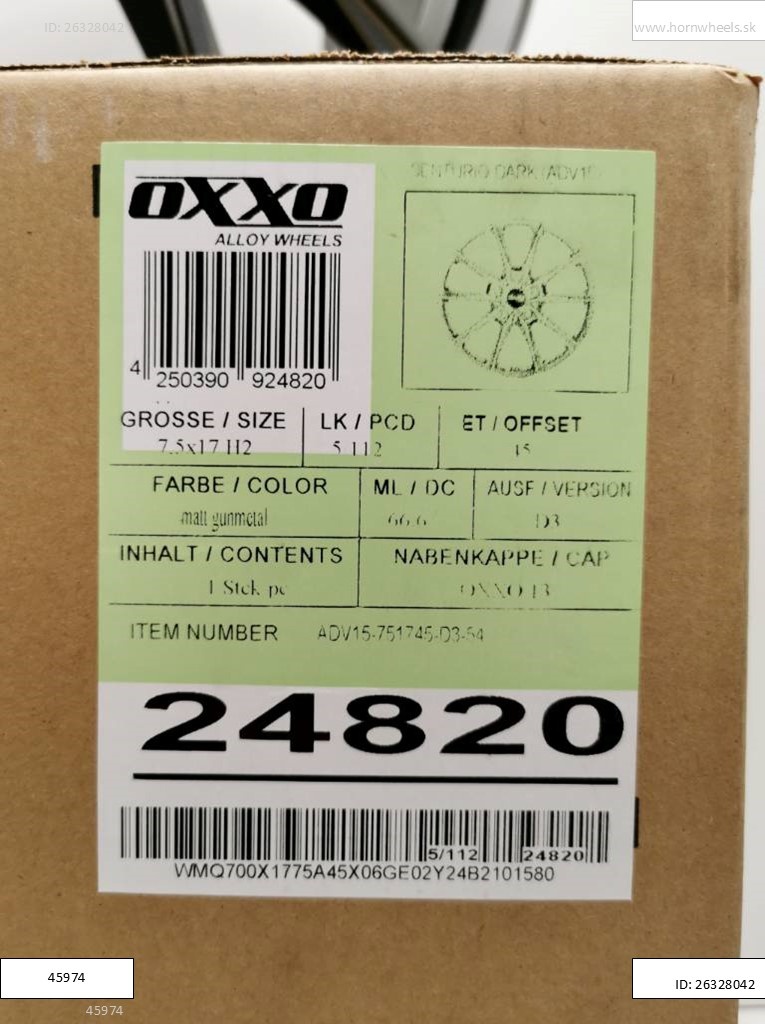 ID: 26328042
www.hornwheels.sk
OXXO
ALLOY WHEELS
CENTURIO DARK (ADV15)
4 250390 924820
GROSSE / SIZE LK / PCD ET / OFFSET
7.5x17 H2 5 112 45
FARBE / COLOR ML / DC AUSF / VERSION
matt gunmetal 66.6 D3
INHALT / CONTENTS NABENKAPPE / CAP
1 Stck pc OXXO 13
ITEM NUMBER ADV15-751745-D3-54
24820
5/112 24820
WMQ700X1775A45X06GE02Y24B2101580
45974
ID: 26328042
45974